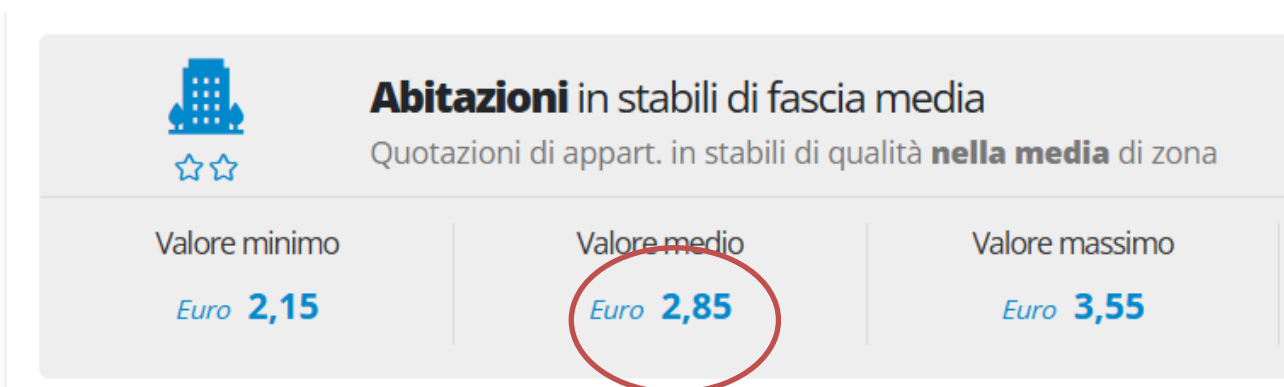 Abitazioni in stabili di fascia media
Quotazioni di appart. in stabili di qualità nella media di zona
Valore minimo Valore medio Valore massimo
Euro 2,15 Euro 2,85 Euro 3,55